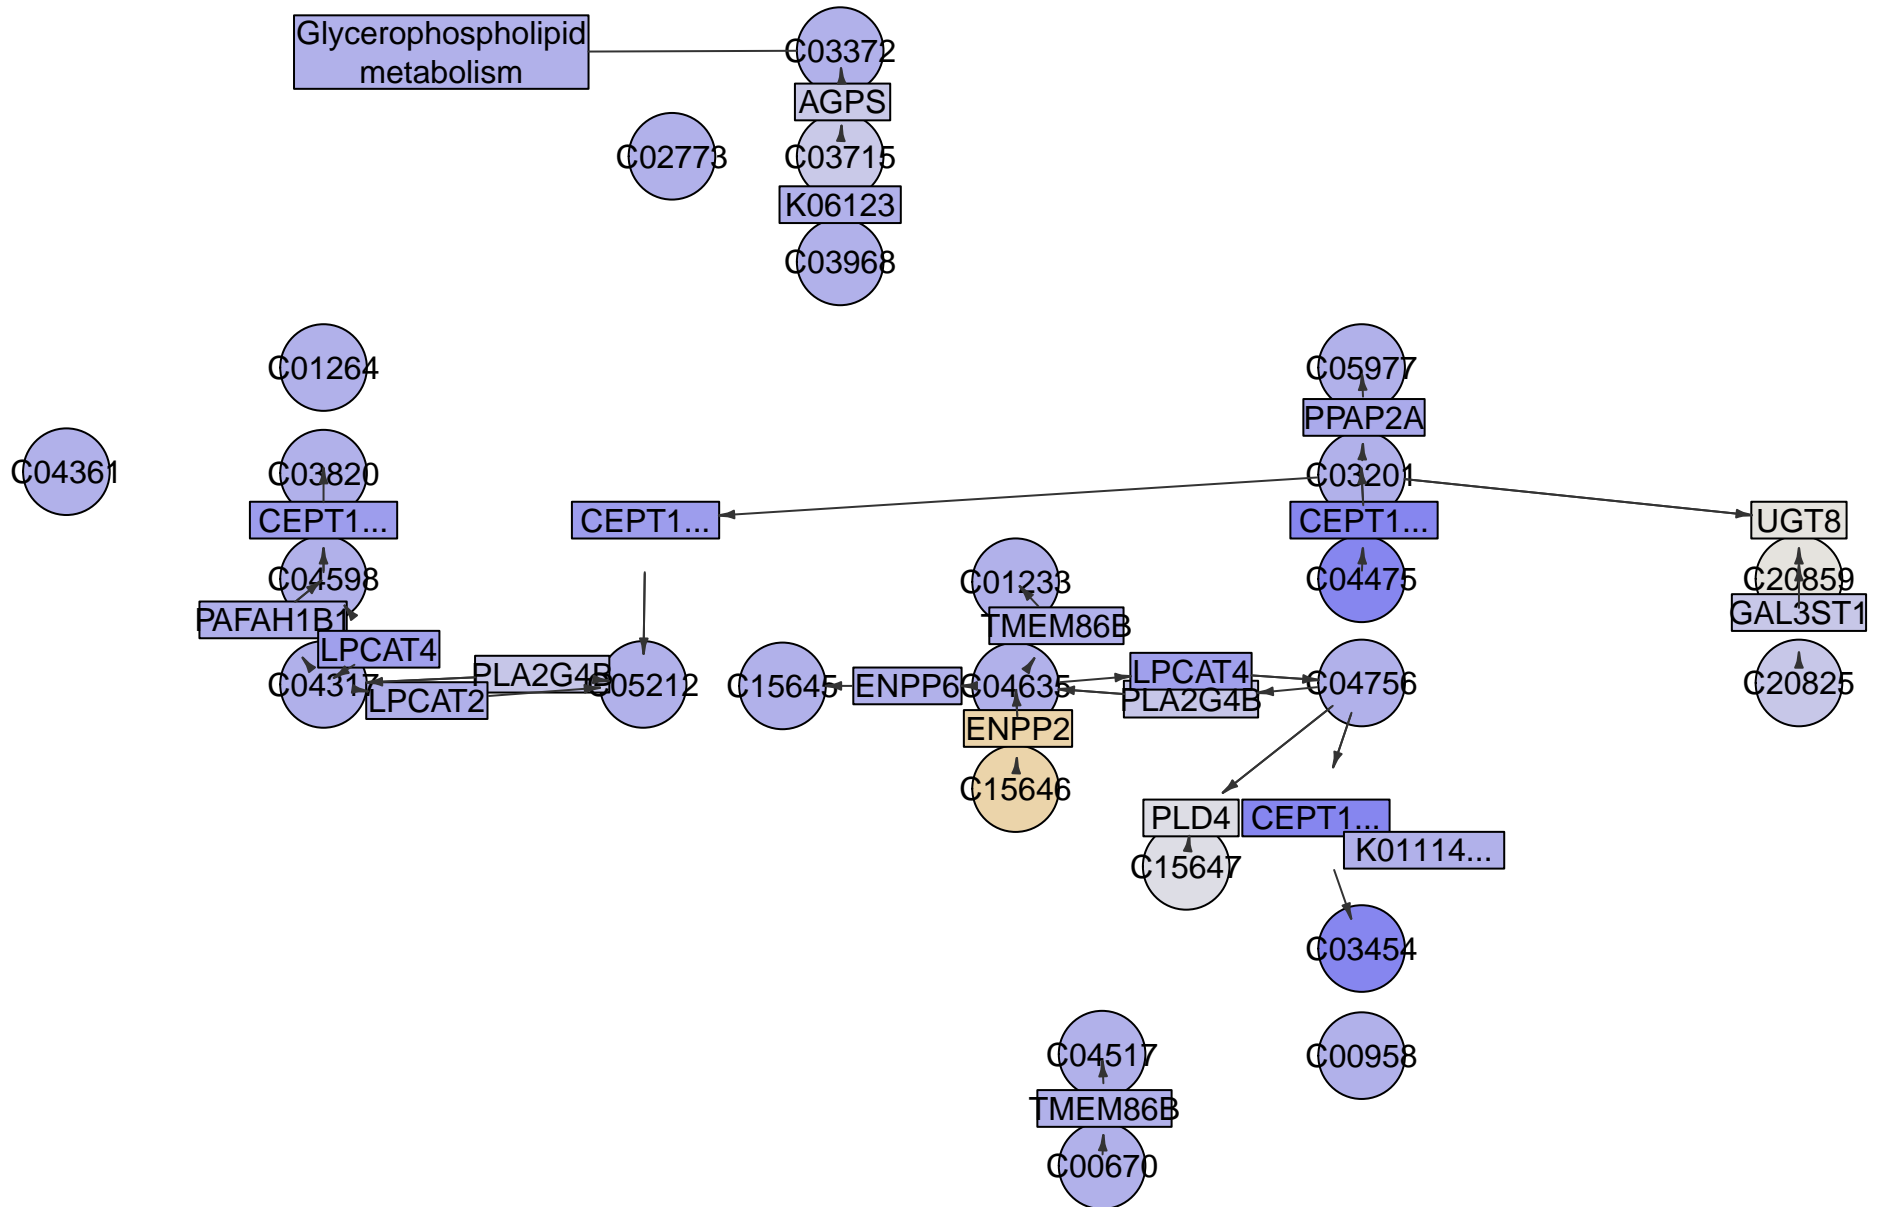 Glycerophospholipid
metabolism
C03372
AGPS
C02773
C03715
K06123
C03968
C01264
C05977
PPAP2A
C04361
C03820
C03201
CEPT1...
CEPT1...
CEPT1...
UGT8
C04598
C01233
C04475
C20859
PAFAH1B1
TMEM86B
GAL3ST1
LPCAT4
PLA2G4B
LPCAT4
C04317
C05212
C15645
ENPP6
C04635
C04756
C20825
LPCAT2
PLA2G4B
ENPP2
C15646
PLD4
CEPT1...
K01114...
C15647
C03454
C04517
C00958
TMEM86B
C00670